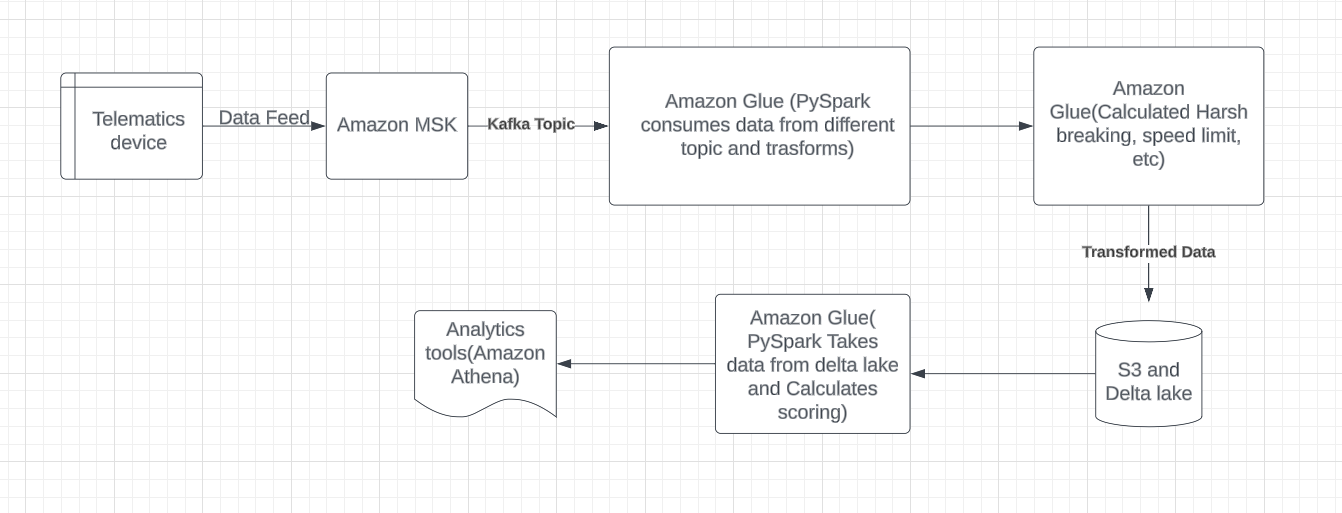 Telematics
device
Data Feed
Amazon MSK
Kafka Topic
Amazon Glue (PySpark
consumes data from different
topic and trasforms)
Amazon
Glue(Calculated Harsh
breaking, speed limit,
etc)
Transformed Data
S3 and
Delta lake
Amazon Glue(
PySpark Takes
data from delta lake
and Calculates
scoring)
Analytics
tools(Amazon
Athena)